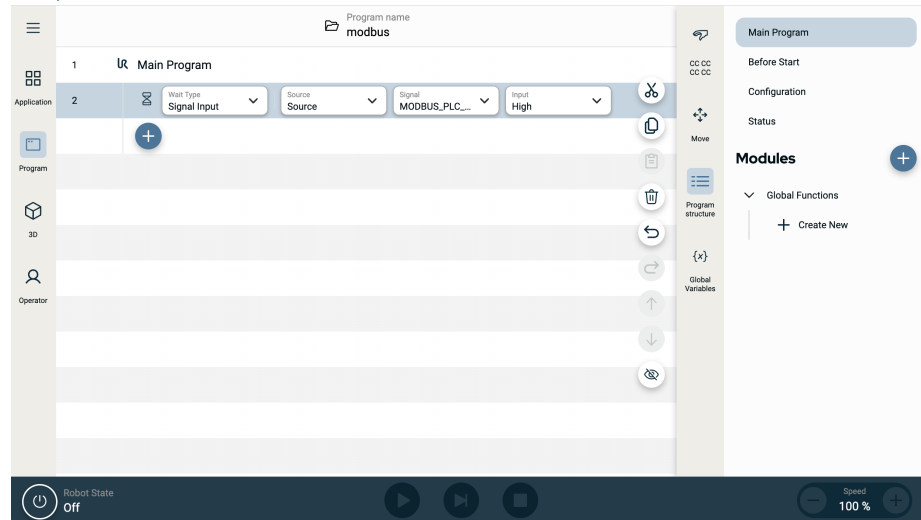 Program name
modbus
Application
Program
3D
Operator
1 Main Program
2 Wait Type Signal Input Source Source Signal MODBUS_PLC_... Input High
CC CC
CC CC
Move
Program structure
{x}
Global Variables
Main Program
Before Start
Configuration
Status
Modules
Global Functions
Create New
Robot State
Off
Speed
100 %